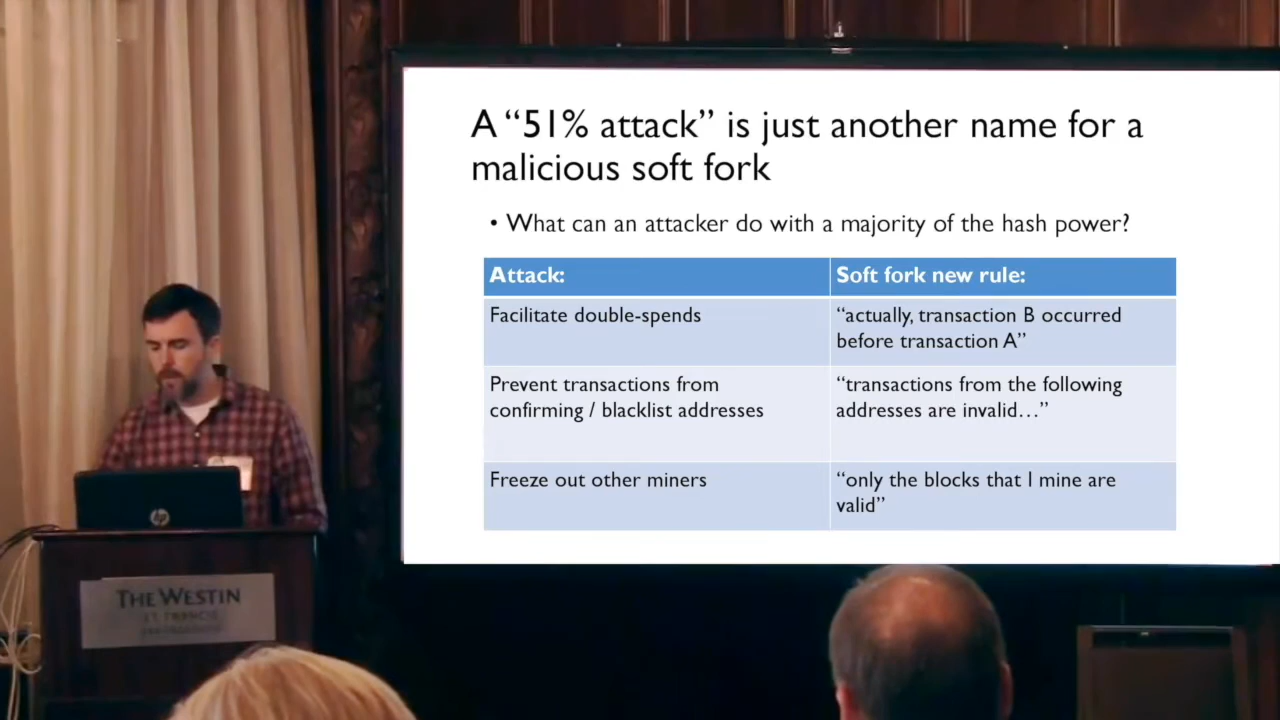 A “51% attack” is just another name for a
malicious soft fork
• What can an attacker do with a majority of the hash power?
Attack:
Soft fork new rule:
Facilitate double-spends
“actually, transaction B occurred
before transaction A”
Prevent transactions from
confirming / blacklist addresses
“transactions from the following
addresses are invalid…”
Freeze out other miners
“only the blocks that I mine are
valid”
hp
THE WESTIN
ST FRANCIS